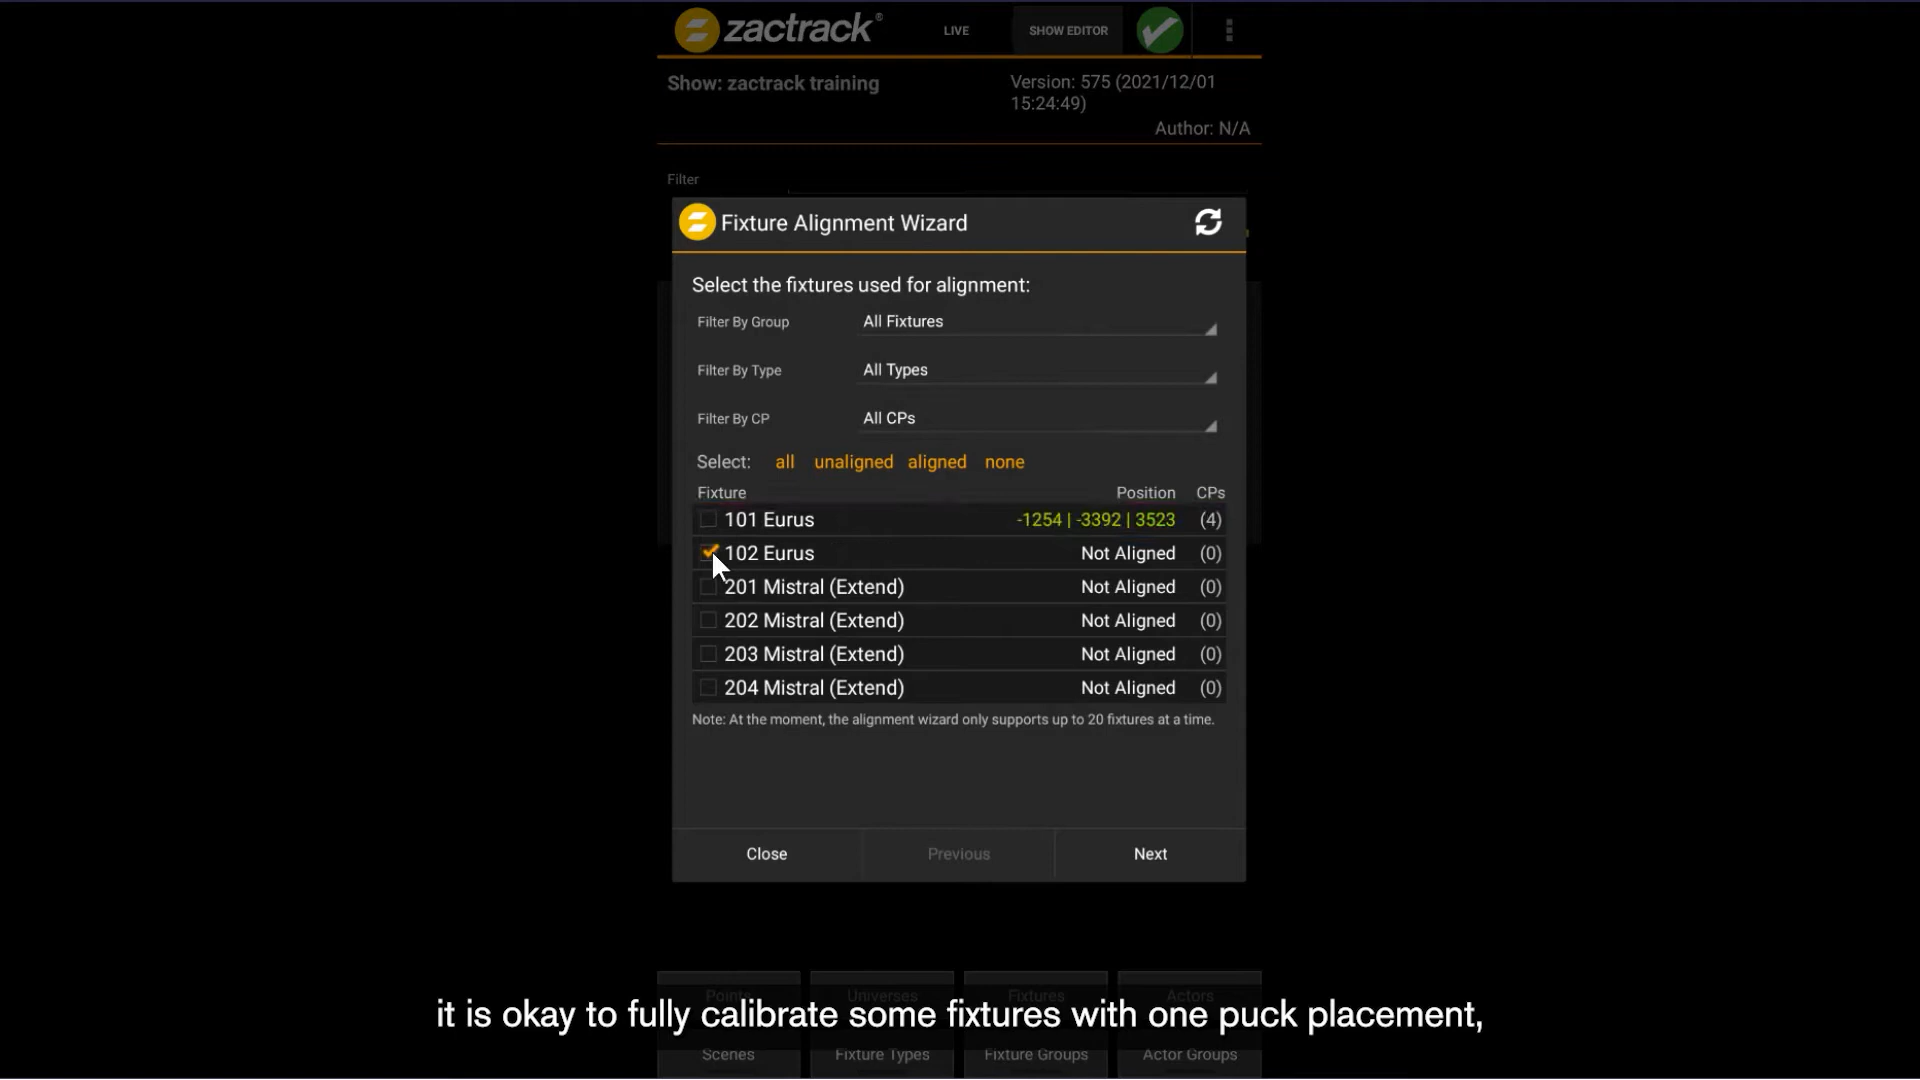 zactrack®
LIVE
SHOW EDITOR
Show: zactrack training
Version: 575 (2021/12/01
15:24:49)
Author: N/A
Filter
Fixture Alignment Wizard
Select the fixtures used for alignment:
Filter By Group All Fixtures
Filter By Type All Types
Filter By CP All CPs
Select: all unaligned aligned none
Fixture Position CPs
101 Eurus -1254 | -3392 | 3523 (4)
102 Eurus Not Aligned (0)
201 Mistral (Extend) Not Aligned (0)
202 Mistral (Extend) Not Aligned (0)
203 Mistral (Extend) Not Aligned (0)
204 Mistral (Extend) Not Aligned (0)
Note: At the moment, the alignment wizard only supports up to 20 fixtures at a time.
Close Previous Next
Points Universes Fixtures Actors
it is okay to fully calibrate some fixtures with one puck placement,
Scenes Fixture Types Fixture Groups Actor Groups